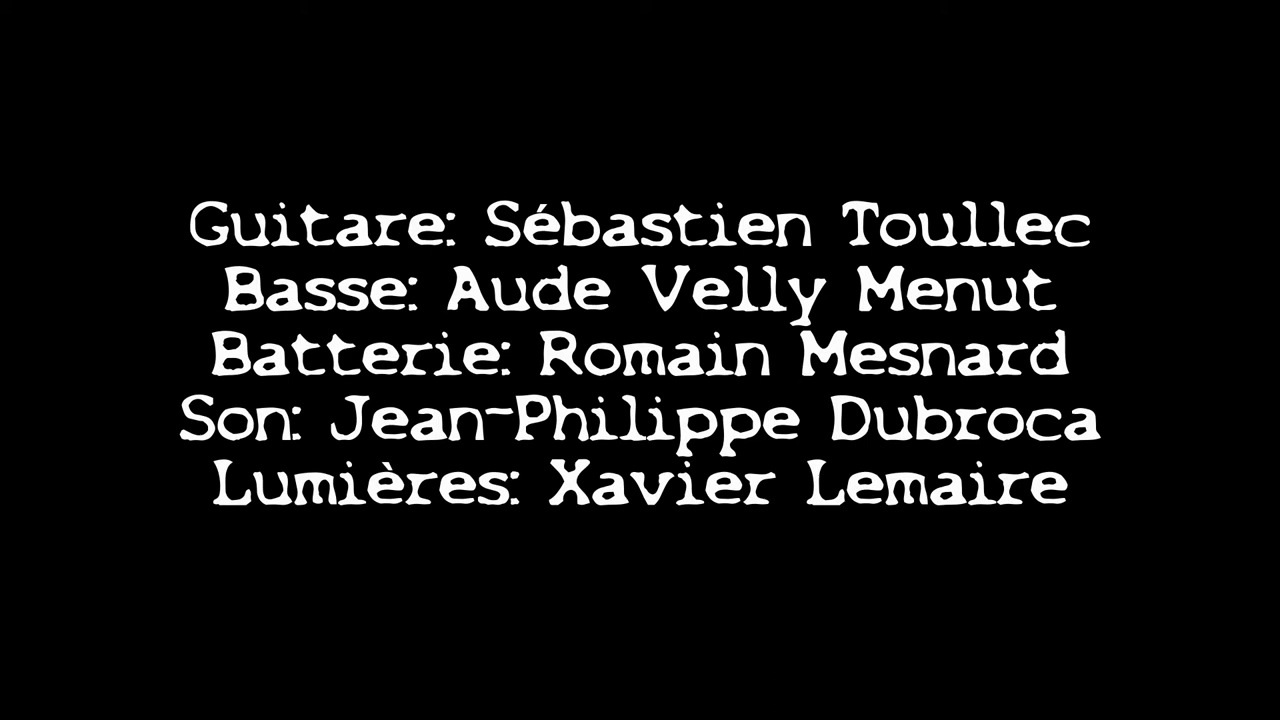 Guitare: Sébastien Toullec
Basse: Aude Velly Menut
Batterie: Romain Mesnard
Son: Jean-Philippe Dubroca
Lumières: Xavier Lemaire